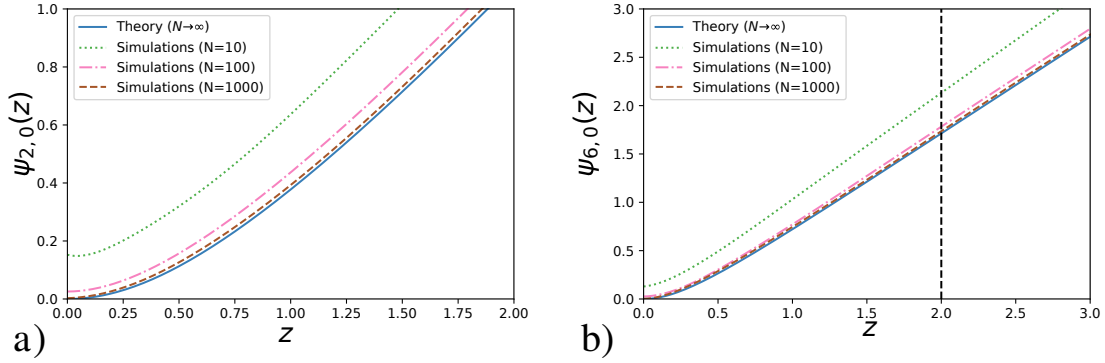 Theory (N→∞)
Simulations (N=10)
Simulations (N=100)
Simulations (N=1000)
ψ2, 0(z)
1.0
0.8
0.6
0.4
0.2
0.0
0.00 0.25 0.50 0.75 1.00 1.25 1.50 1.75 2.00
z
a)
Theory (N→∞)
Simulations (N=10)
Simulations (N=100)
Simulations (N=1000)
ψ6, 0(z)
3.0
2.5
2.0
1.5
1.0
0.5
0.0
0.0 0.5 1.0 1.5 2.0 2.5 3.0
z
b)